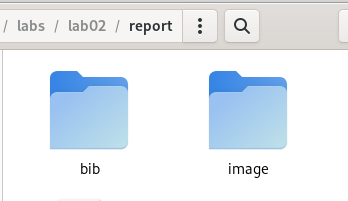 / labs / lab02 / report
bib
image